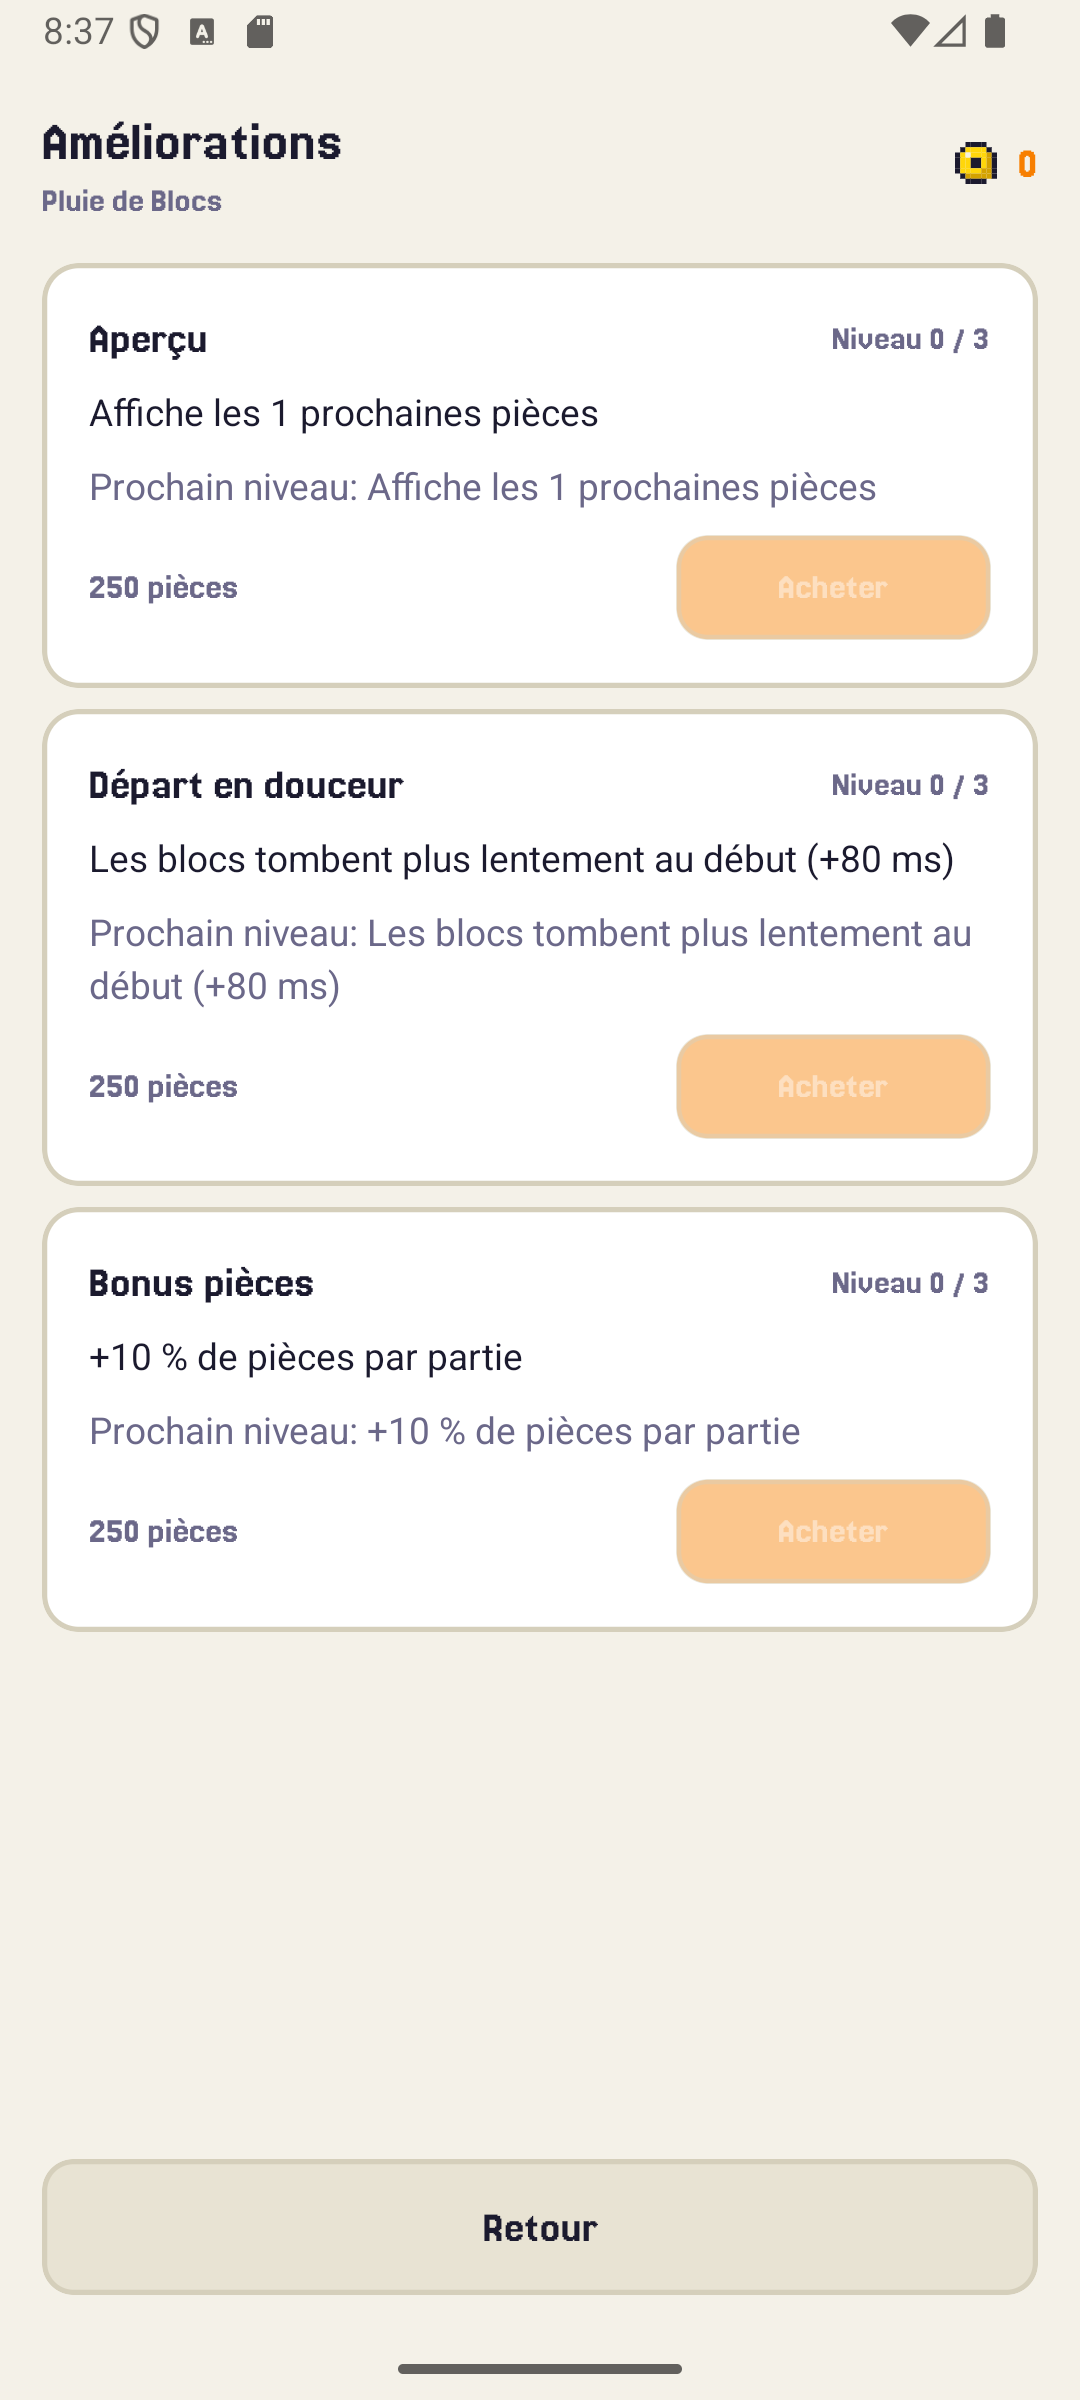 8:37
Améliorations
Pluie de Blocs
0
Aperçu
Niveau 0 / 3
Affiche les 1 prochaines pièces
Prochain niveau: Affiche les 1 prochaines pièces
250 pièces
Acheter
Départ en douceur
Niveau 0 / 3
Les blocs tombent plus lentement au début (+80 ms)
Prochain niveau: Les blocs tombent plus lentement au
début (+80 ms)
250 pièces
Acheter
Bonus pièces
Niveau 0 / 3
+10 % de pièces par partie
Prochain niveau: +10 % de pièces par partie
250 pièces
Acheter
Retour